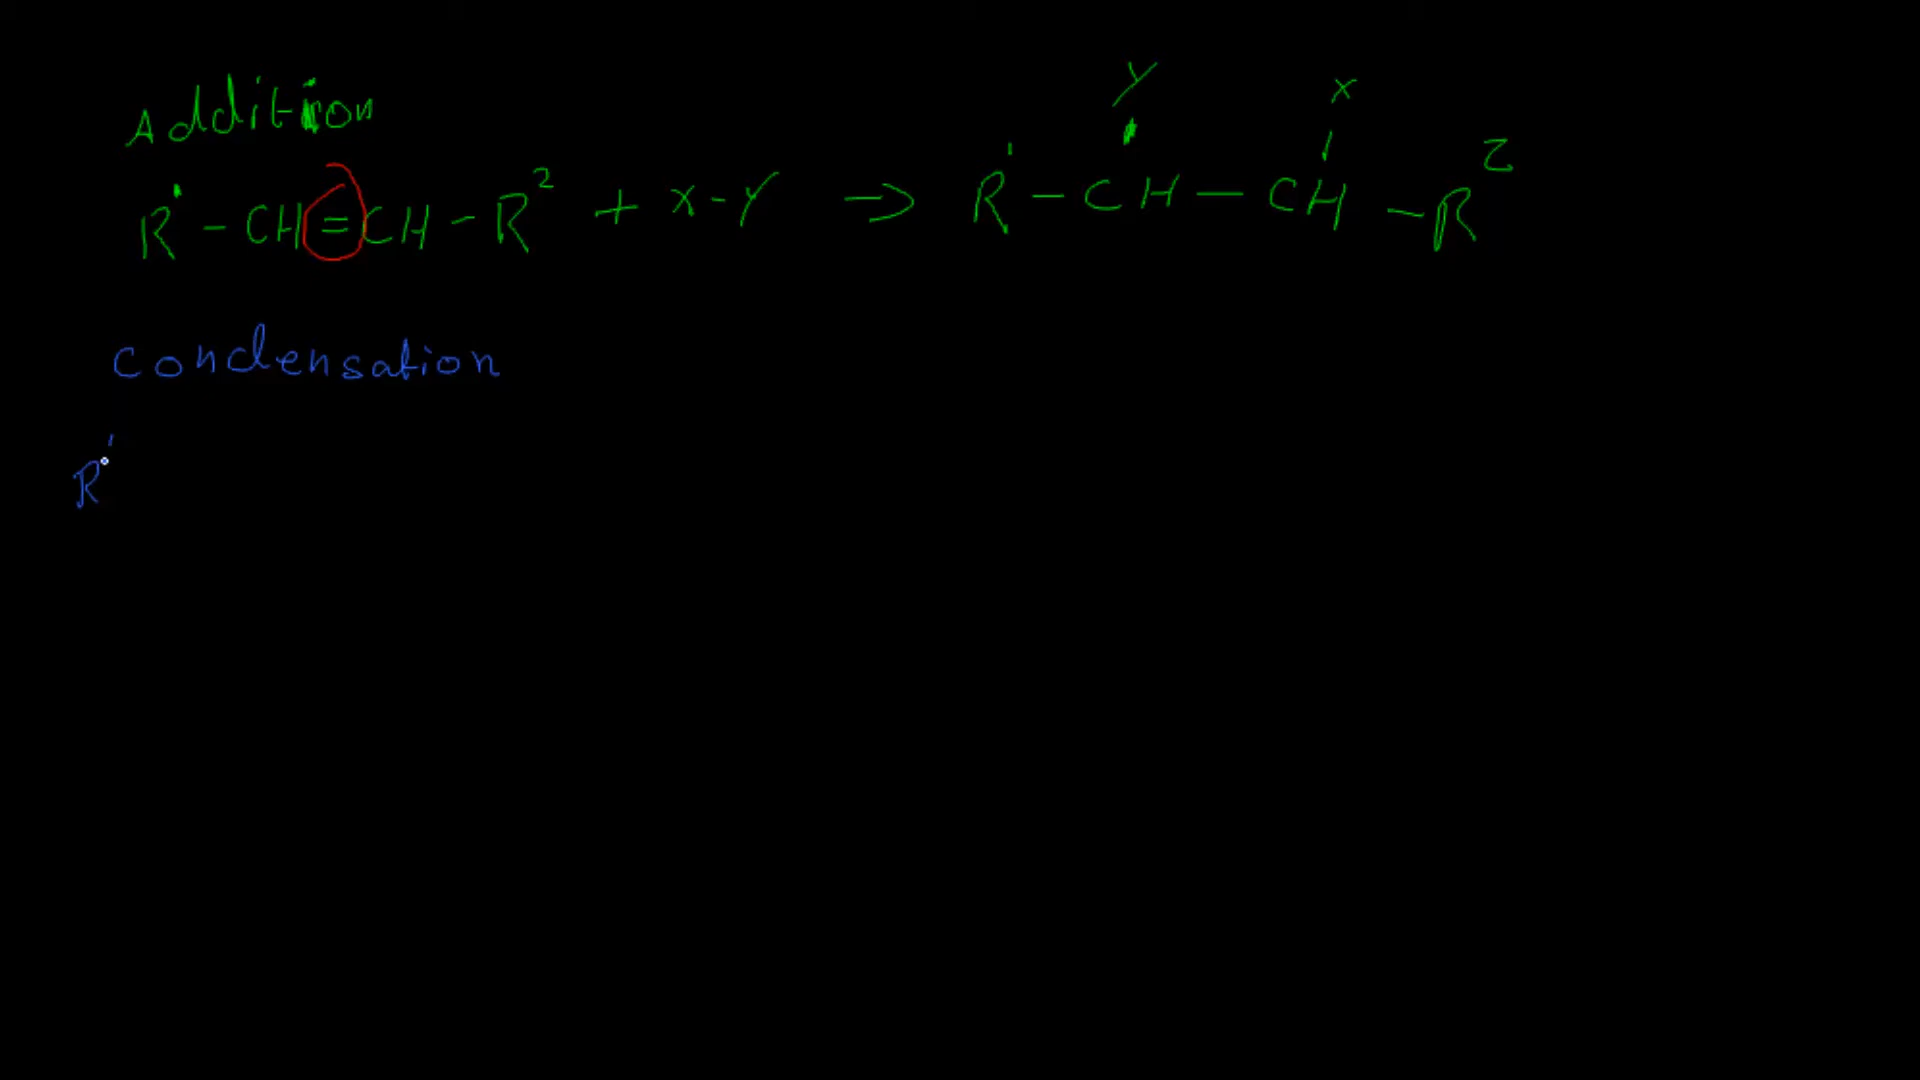 Addition
Y X
R¹ - CH = CH - R² + X - Y → R¹ - CH - CH - R²
Condensation
R¹